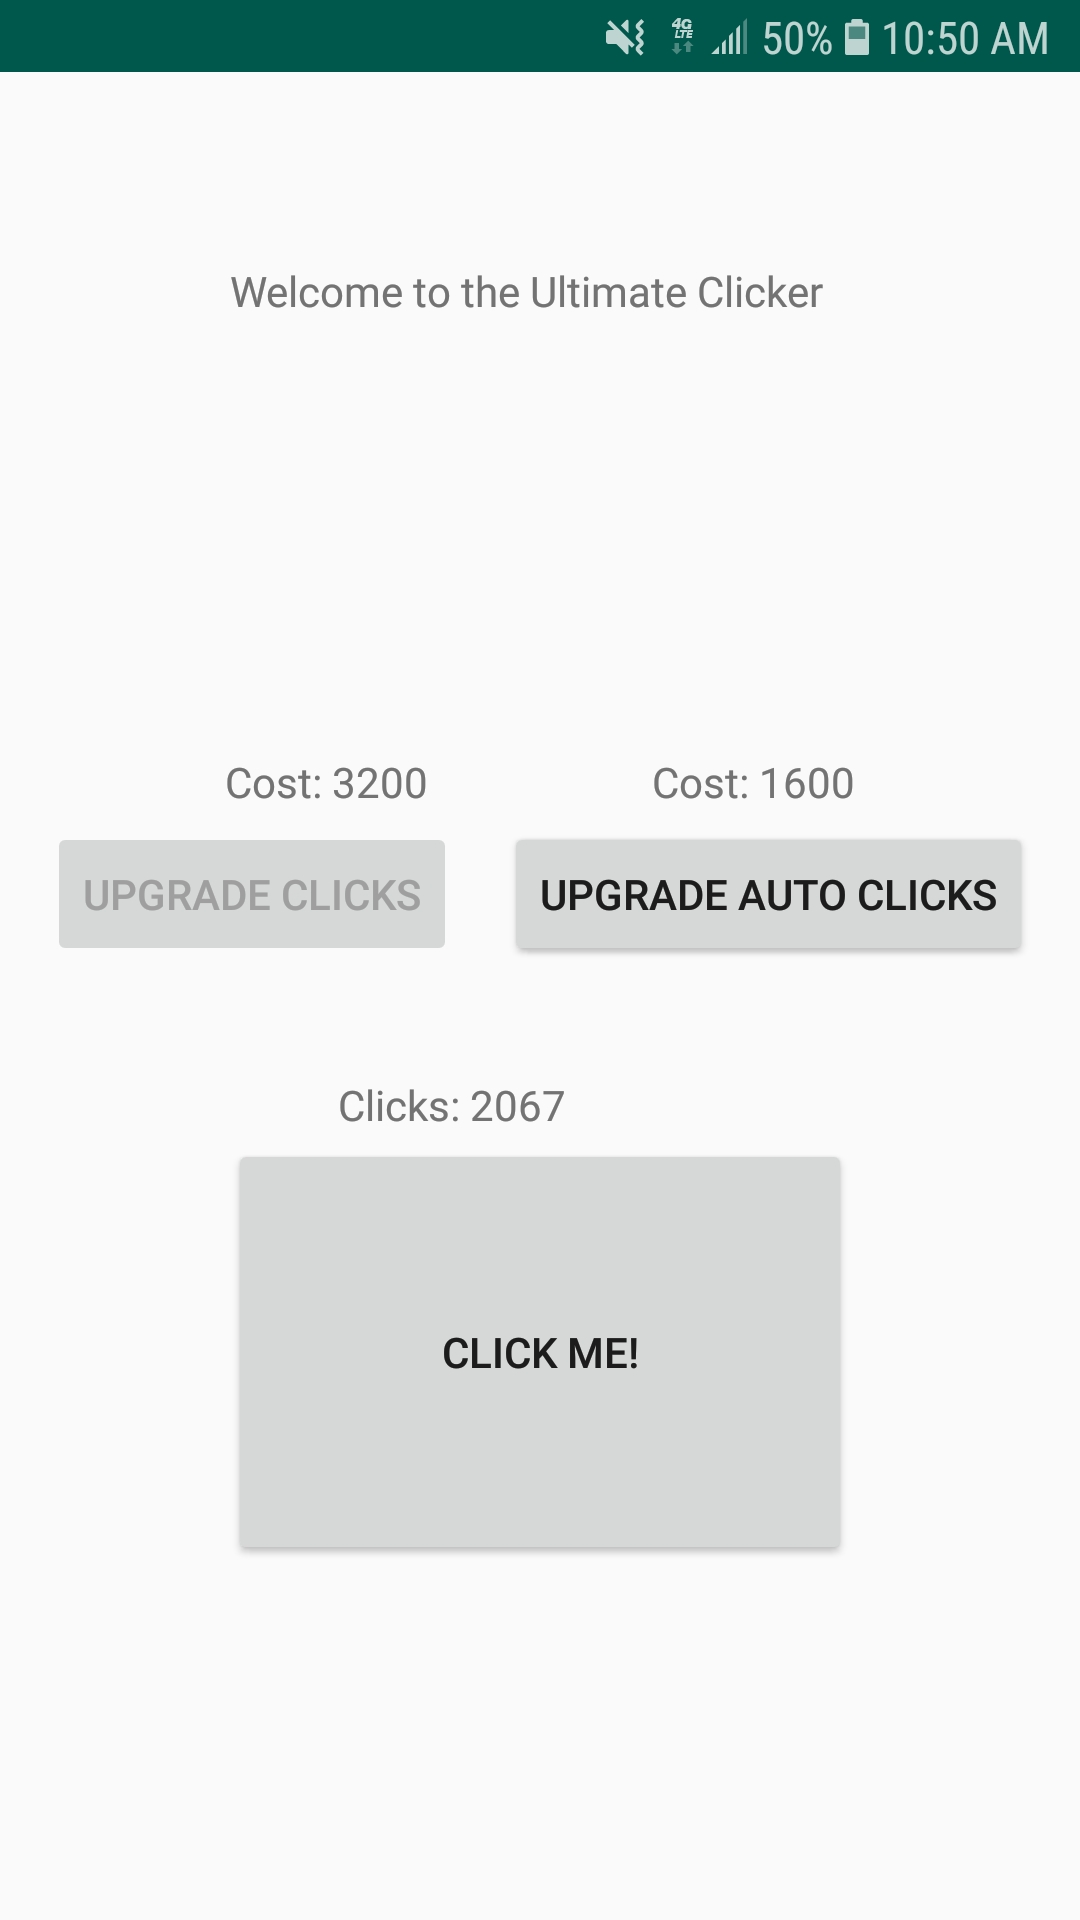 4G LTE 50% 10:50 AM
Welcome to the Ultimate Clicker
Cost: 3200 Cost: 1600
UPGRADE CLICKS UPGRADE AUTO CLICKS
Clicks: 2067
CLICK ME!